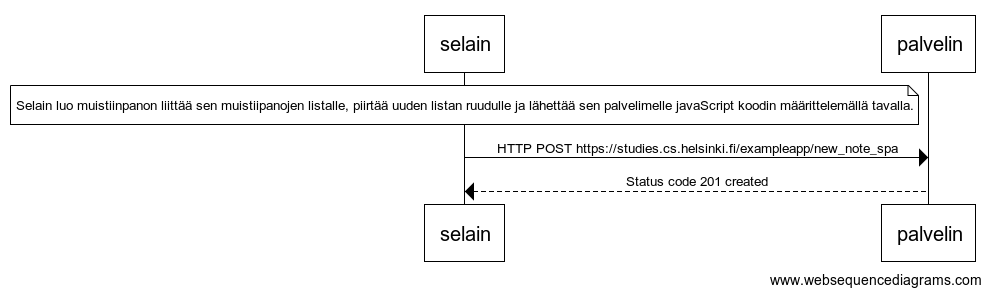 selain palvelin
Selain luo muistiinpanon liittää sen muistiipanojen listalle, piirtää uuden listan ruudulle ja lähettää sen palvelimelle javaScript koodin määrittelemällä tavalla.
HTTP POST https://studies.cs.helsinki.fi/exampleapp/new_note_spa
Status code 201 created
selain palvelin
www.websequencediagrams.com